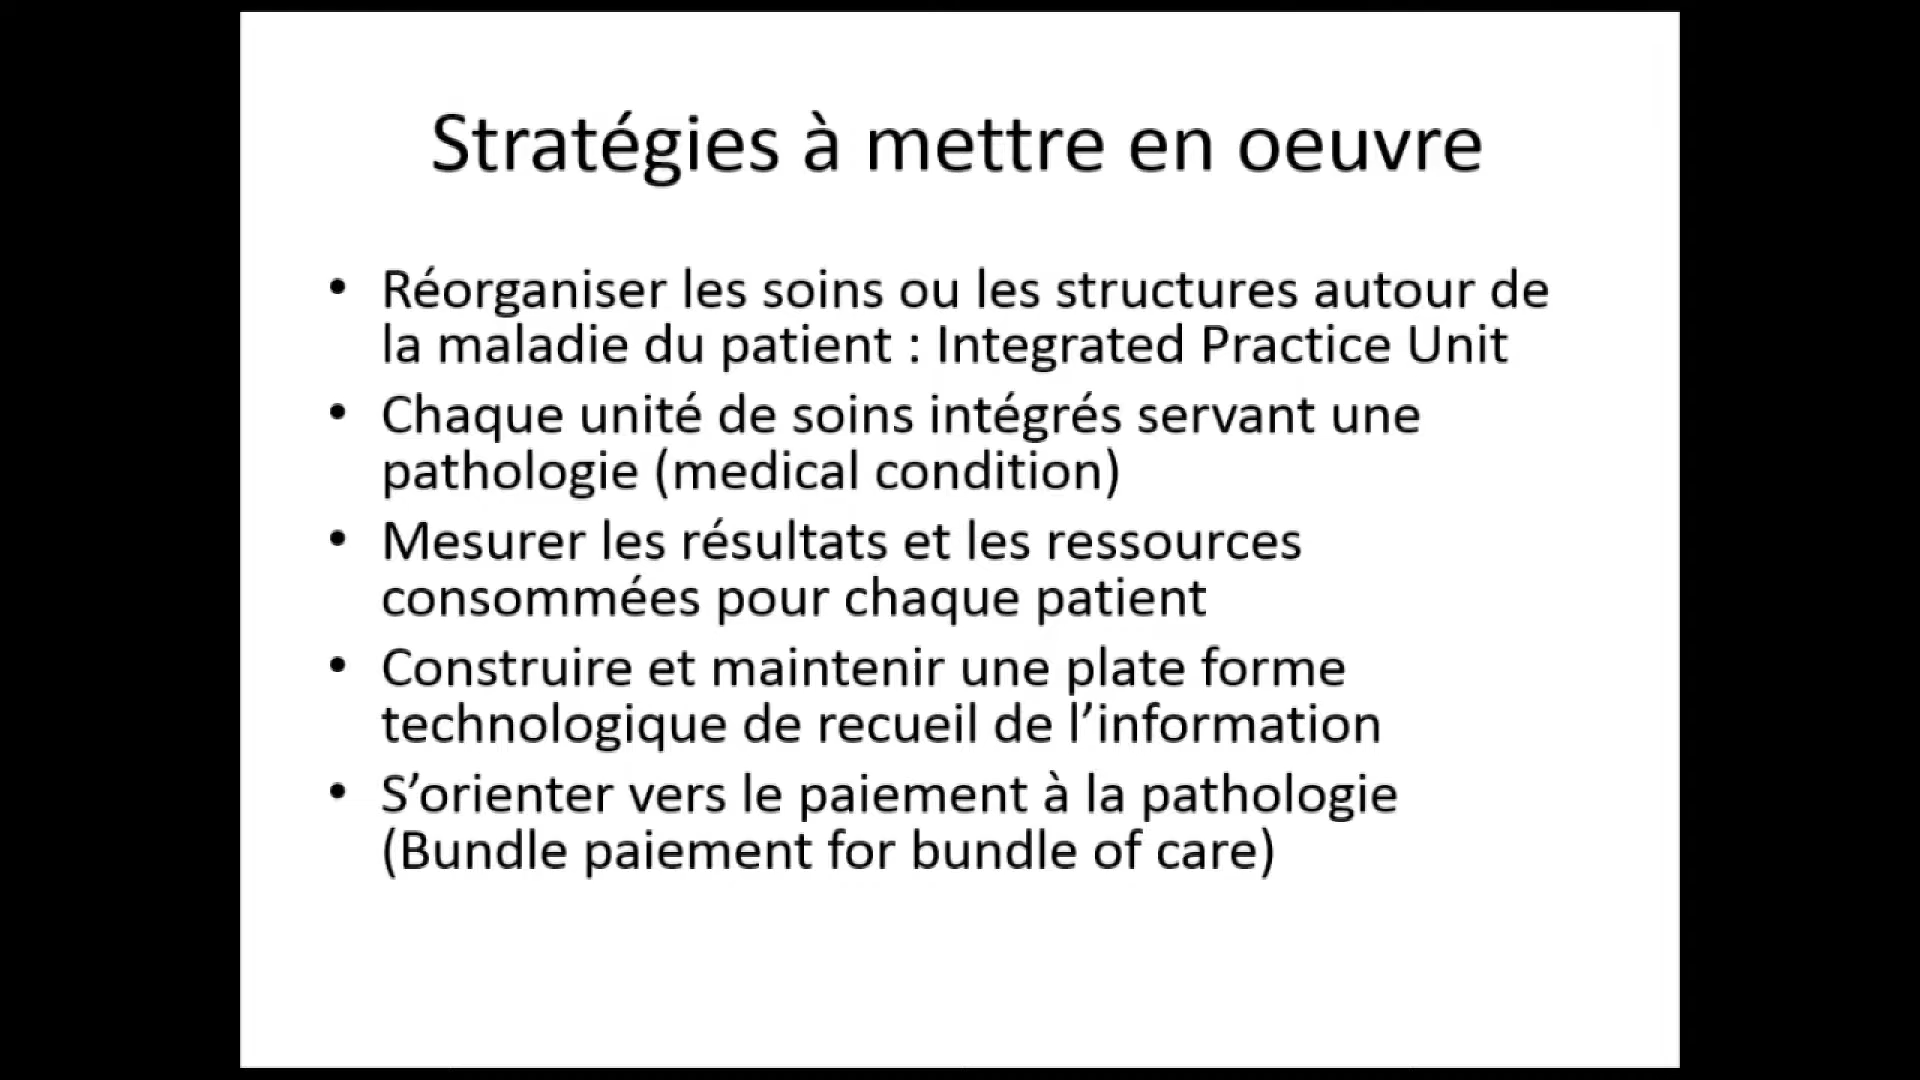 Stratégies à mettre en oeuvre
• Réorganiser les soins ou les structures autour de
la maladie du patient : Integrated Practice Unit
• Chaque unité de soins intégrés servant une
pathologie (medical condition)
• Mesurer les résultats et les ressources
consommées pour chaque patient
• Construire et maintenir une plate forme
technologique de recueil de l’information
• S’orienter vers le paiement à la pathologie
(Bundle paiement for bundle of care)